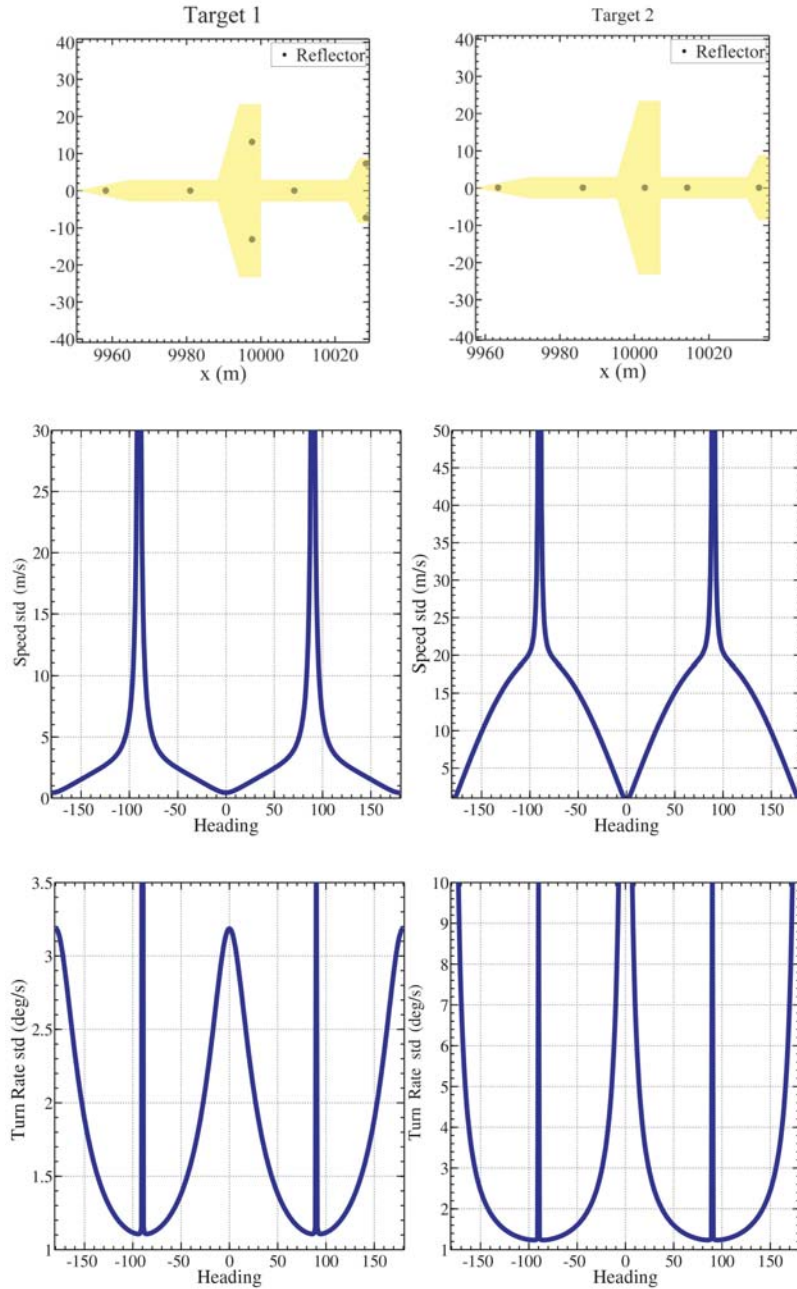 Target 1
Target 2
Reflector
40
30
20
10
0
-10
-20
-30
-40
9960 9980 10000 10020
x (m)
Reflector
40
30
20
10
0
-10
-20
-30
-40
9960 9980 10000 10020
x (m)
Speed std (m/s)
30
25
20
15
10
5
0
-150 -100 -50 0 50 100 150
Heading
Speed std (m/s)
50
45
40
35
30
25
20
15
10
5
-150 -100 -50 0 50 100 150
Heading
Turn Rate std (deg/s)
3.5
3
2.5
2
1.5
1
-150 -100 -50 0 50 100 150
Heading
Turn Rate std (deg/s)
10
9
8
7
6
5
4
3
2
1
-150 -100 -50 0 50 100 150
Heading